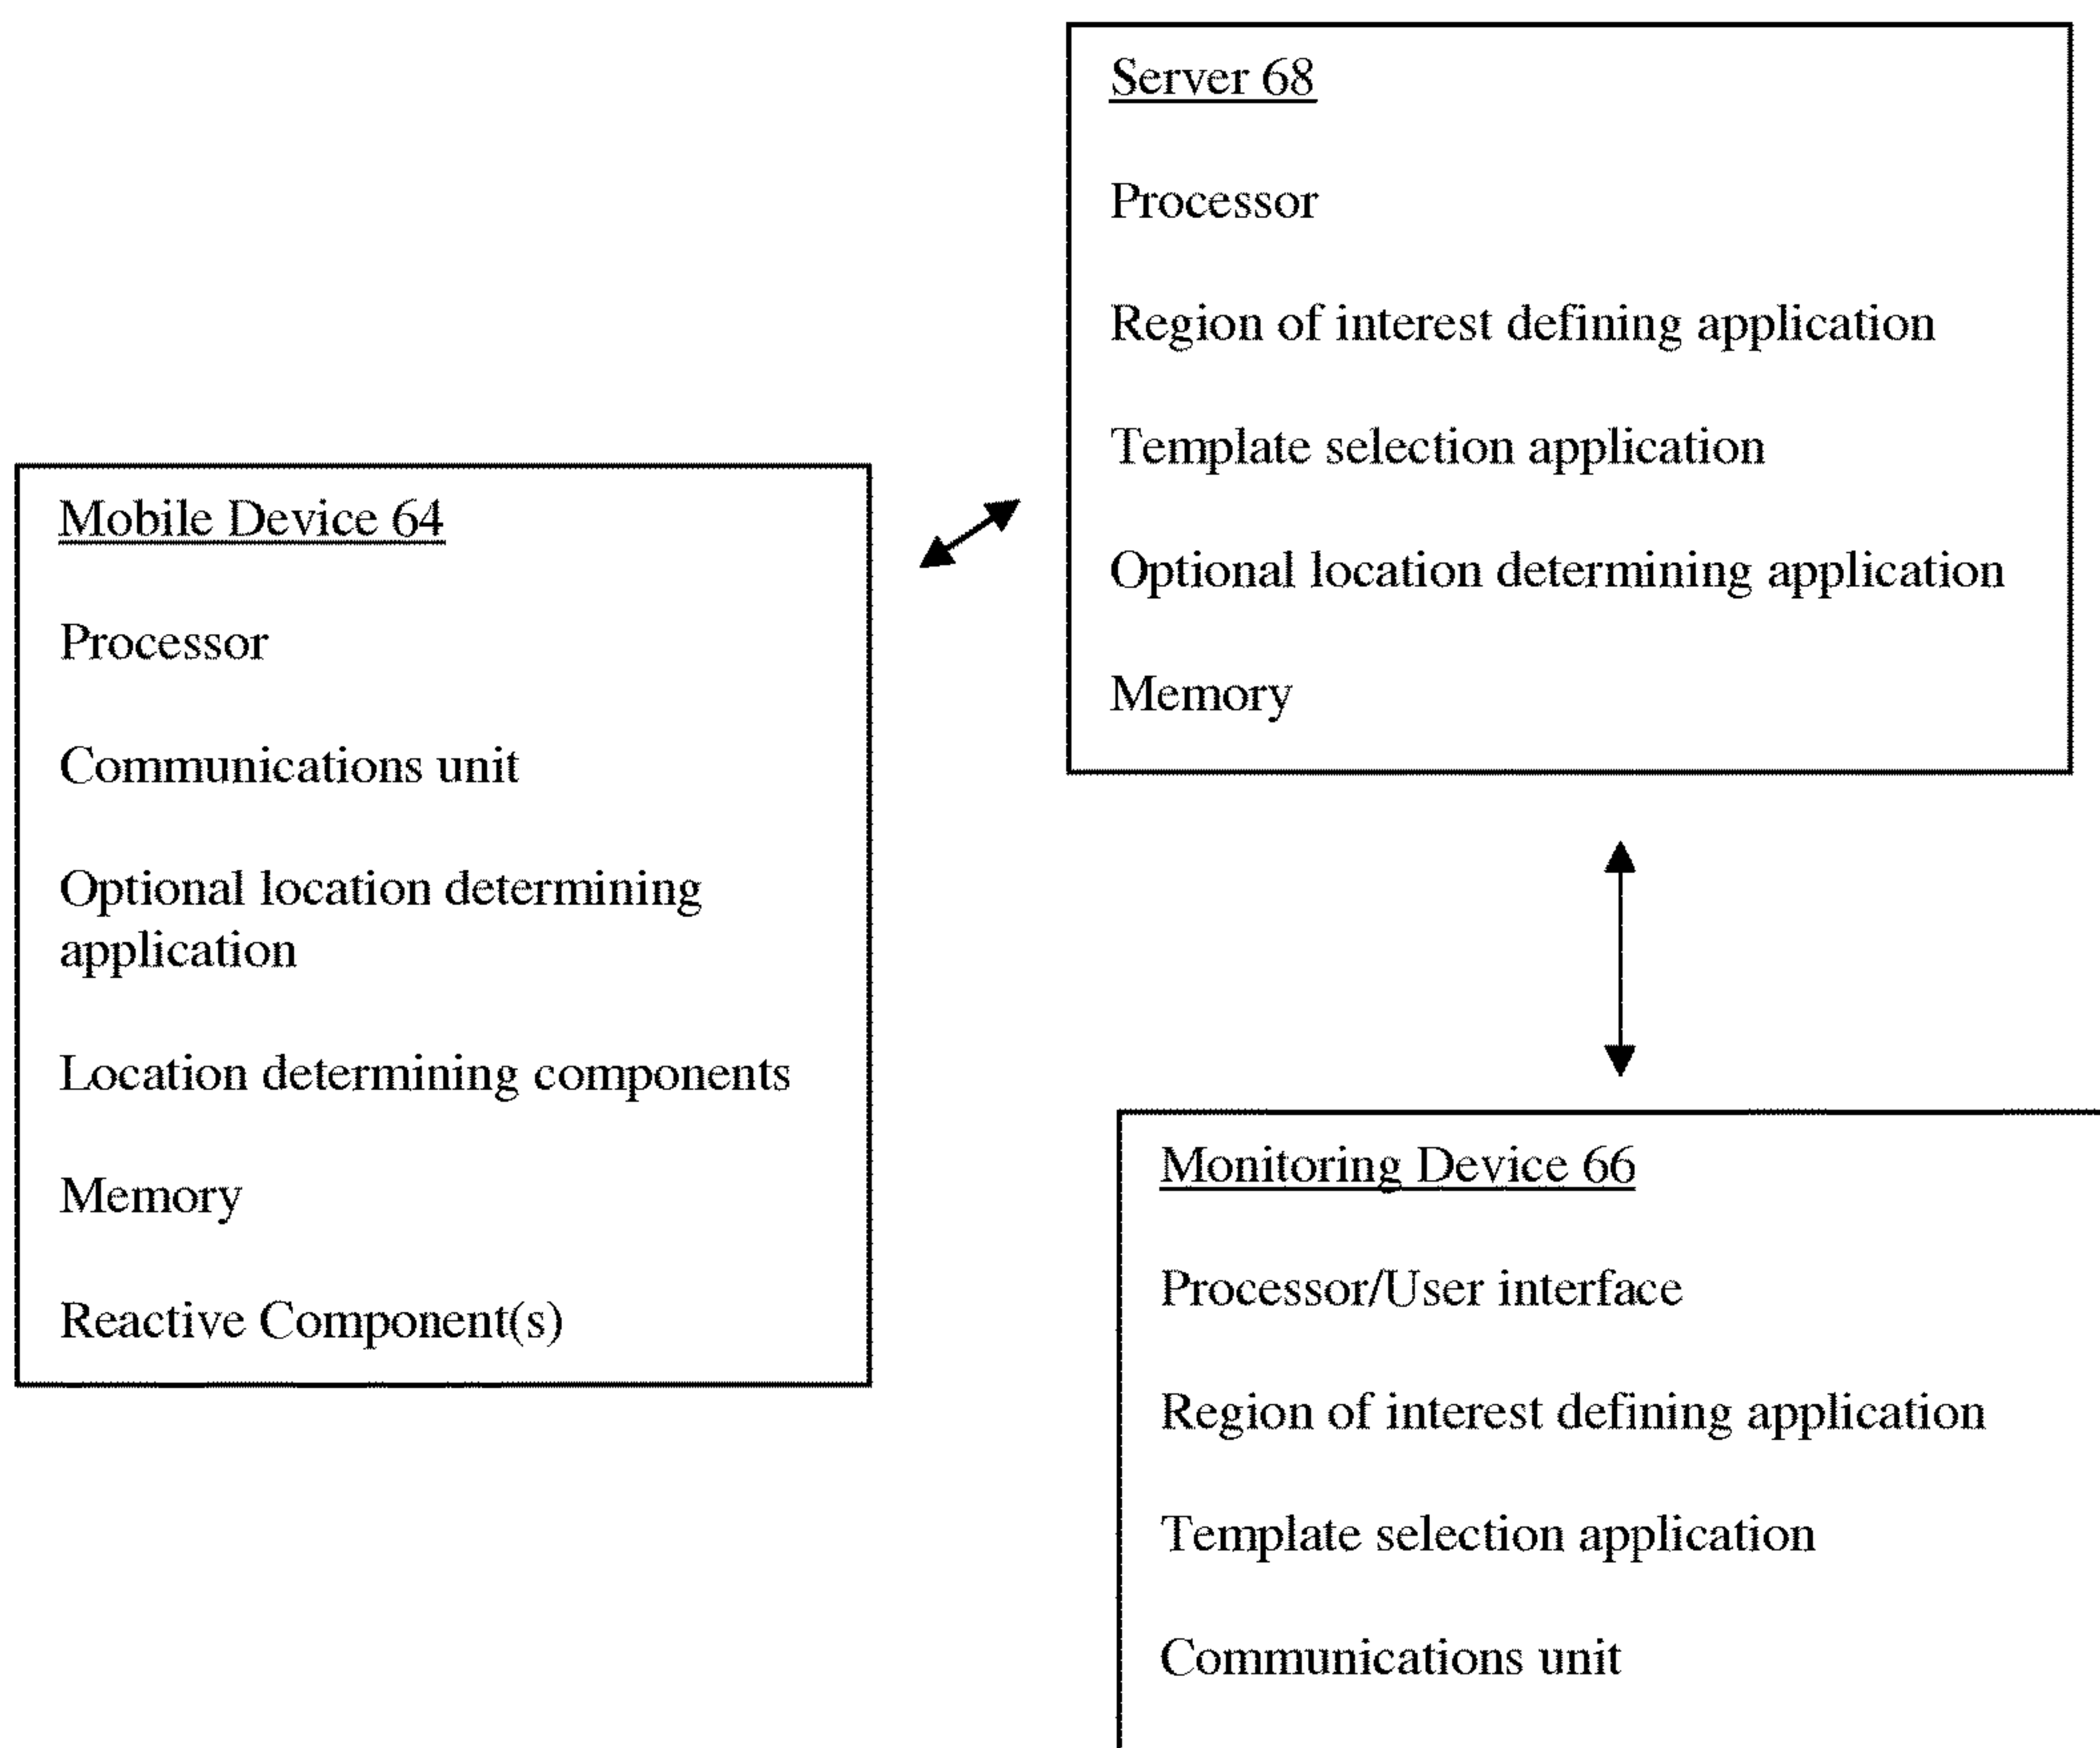 Server 68
Processor
Region of interest defining application
Template selection application
Optional location determining application
Memory
Mobile Device 64
Processor
Communications unit
Optional location determining
application
Location determining components
Memory
Reactive Component(s)
Monitoring Device 66
Processor/User interface
Region of interest defining application
Template selection application
Communications unit